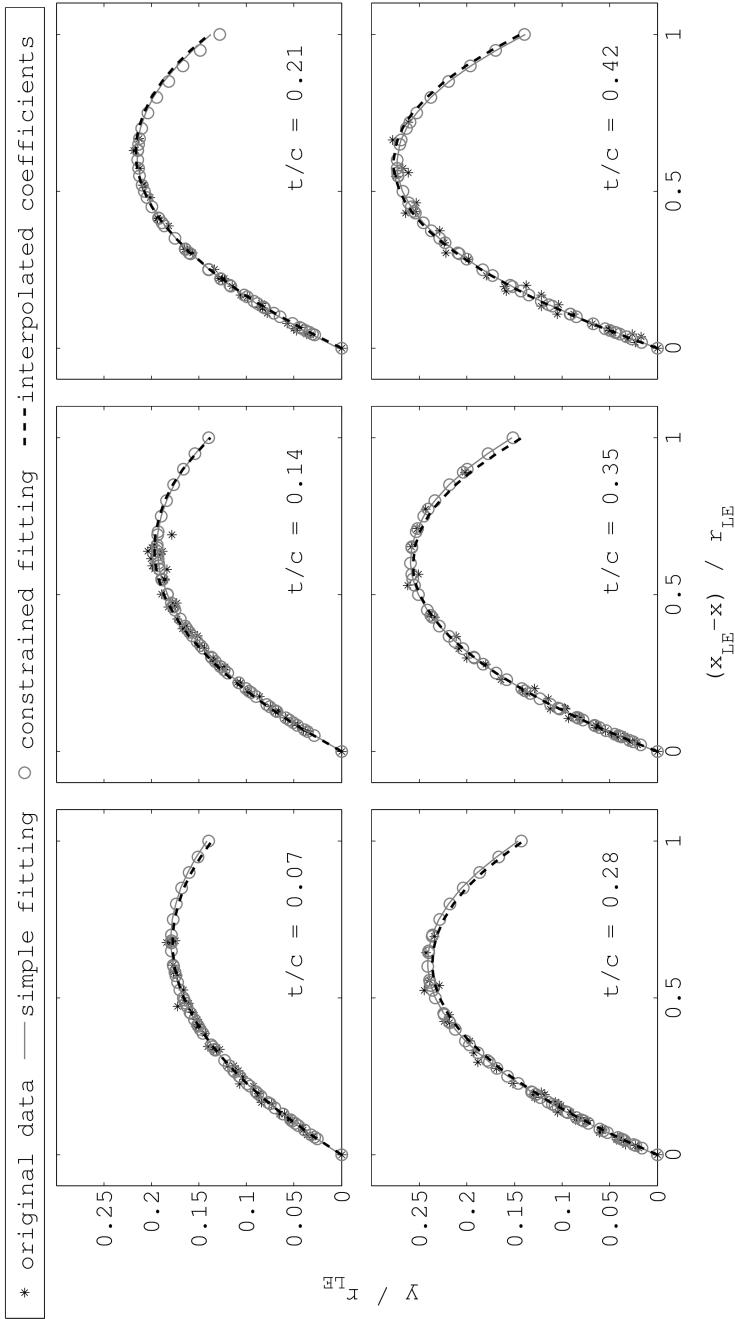 * original data — simple fitting ○ constrained fitting --- interpolated coefficients
0.25
0.2
0.15
0.1
0.05
0
t/c = 0.07
t/c = 0.14
t/c = 0.21
y / r_LE
0.25
0.2
0.15
0.1
0.05
0
t/c = 0.28
t/c = 0.35
t/c = 0.42
0 0.5 1
0 0.5 1
0 0.5 1
(x_LE-x) / r_LE